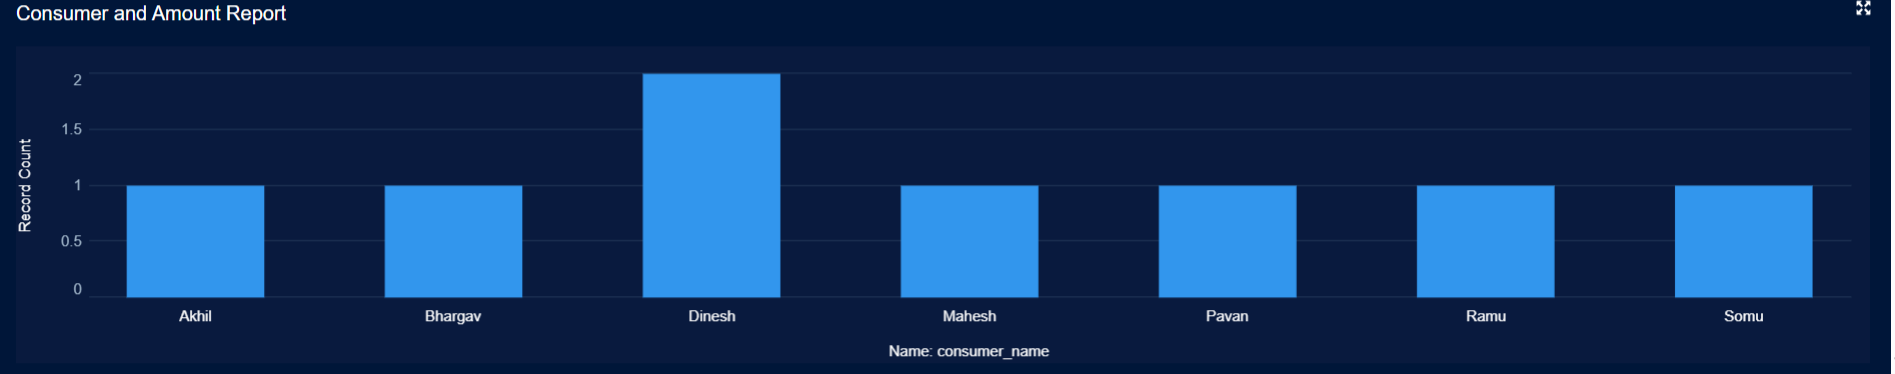 Consumer and Amount Report
Record Count
2
1.5
1
0.5
0
Akhil Bhargav Dinesh Mahesh Pavan Ramu Somu
Name: consumer_name